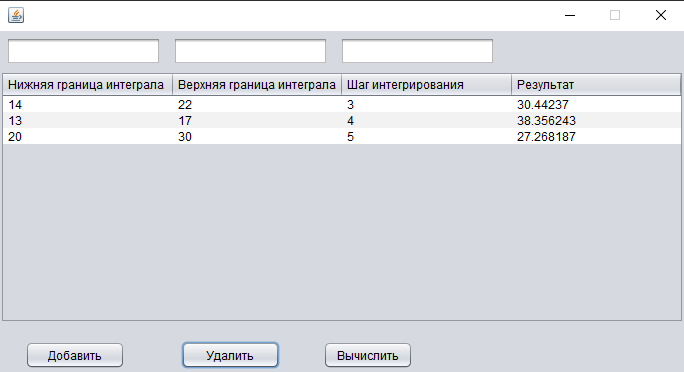 Нижняя граница интеграла Верхняя граница интеграла Шаг интегрирования Результат
14 22 3 30.44237
13 17 4 38.356243
20 30 5 27.268187
Добавить Удалить Вычислить